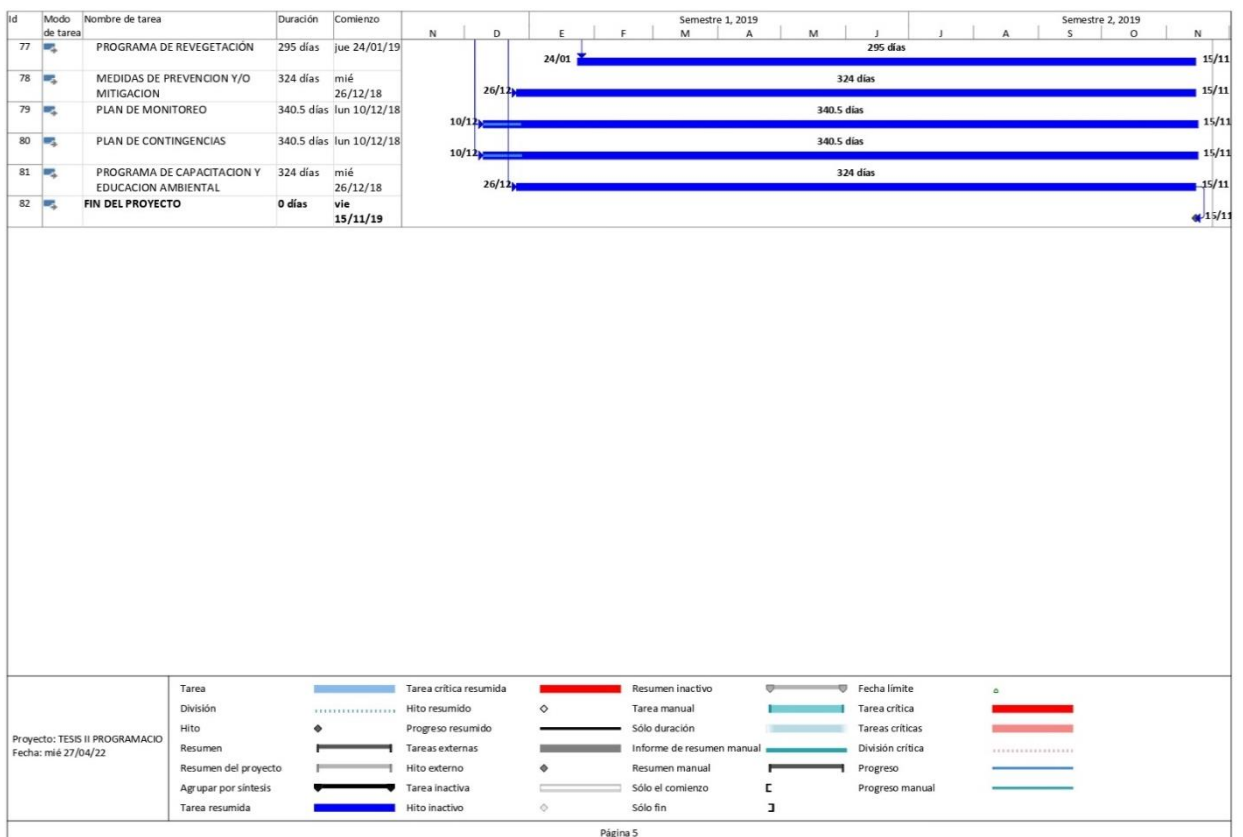 Id Modo de tarea Nombre de tarea Duración Comienzo Semestre 1, 2019 Semestre 2, 2019
N D E F M A M J J A S O N
77 PROGRAMA DE REVEGETACIÓN 295 días jue 24/01/19 24/01 295 días 15/11
78 MEDIDAS DE PREVENCION Y/O MITIGACION 324 días mié 26/12/18 26/12 324 días 15/11
79 PLAN DE MONITOREO 340.5 días lun 10/12/18 10/12 340.5 días 15/11
80 PLAN DE CONTINGENCIAS 340.5 días lun 10/12/18 10/12 340.5 días 15/11
81 PROGRAMA DE CAPACITACION Y EDUCACION AMBIENTAL 324 días mié 26/12/18 26/12 324 días 15/11
82 FIN DEL PROYECTO 0 días vie 15/11/19 15/11
Proyecto: TESIS II PROGRAMACIO
Fecha: mié 27/04/22
Tarea Tarea crítica resumida Resumen inactivo Fecha límite
División Hito resumido Tarea manual Tarea crítica
Hito Progreso resumido Sólo duración Tareas críticas
Resumen Tareas externas Informe de resumen manual División crítica
Resumen del proyecto Hito externo Resumen manual Progreso
Agrupar por síntesis Tarea inactiva Sólo el comienzo Progreso manual
Tarea resumida Hito inactivo Sólo fin
Página 5